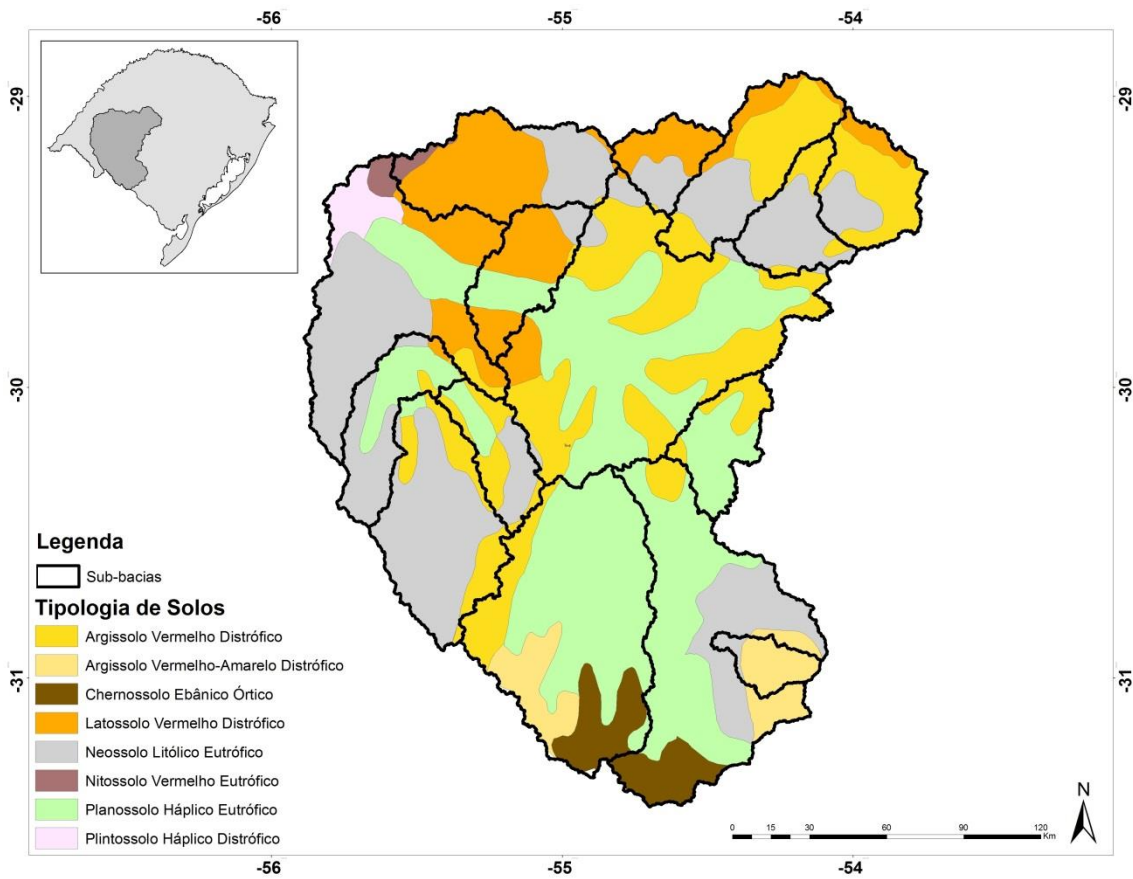 -56
-55
-54
-29
-29
-30
-30
-31
-31
Legenda
Sub-bacias
Tipologia de Solos
Argissolo Vermelho Distrófico
Argissolo Vermelho-Amarelo Distrófico
Chernossolo Ebânico Órtico
Latossolo Vermelho Distrófico
Neossolo Litólico Eutrófico
Nitossolo Vermelho Eutrófico
Planossolo Háplico Eutrófico
Plintossolo Háplico Distrófico
N
0 15 30 60 90 120
Km
-56
-55
-54